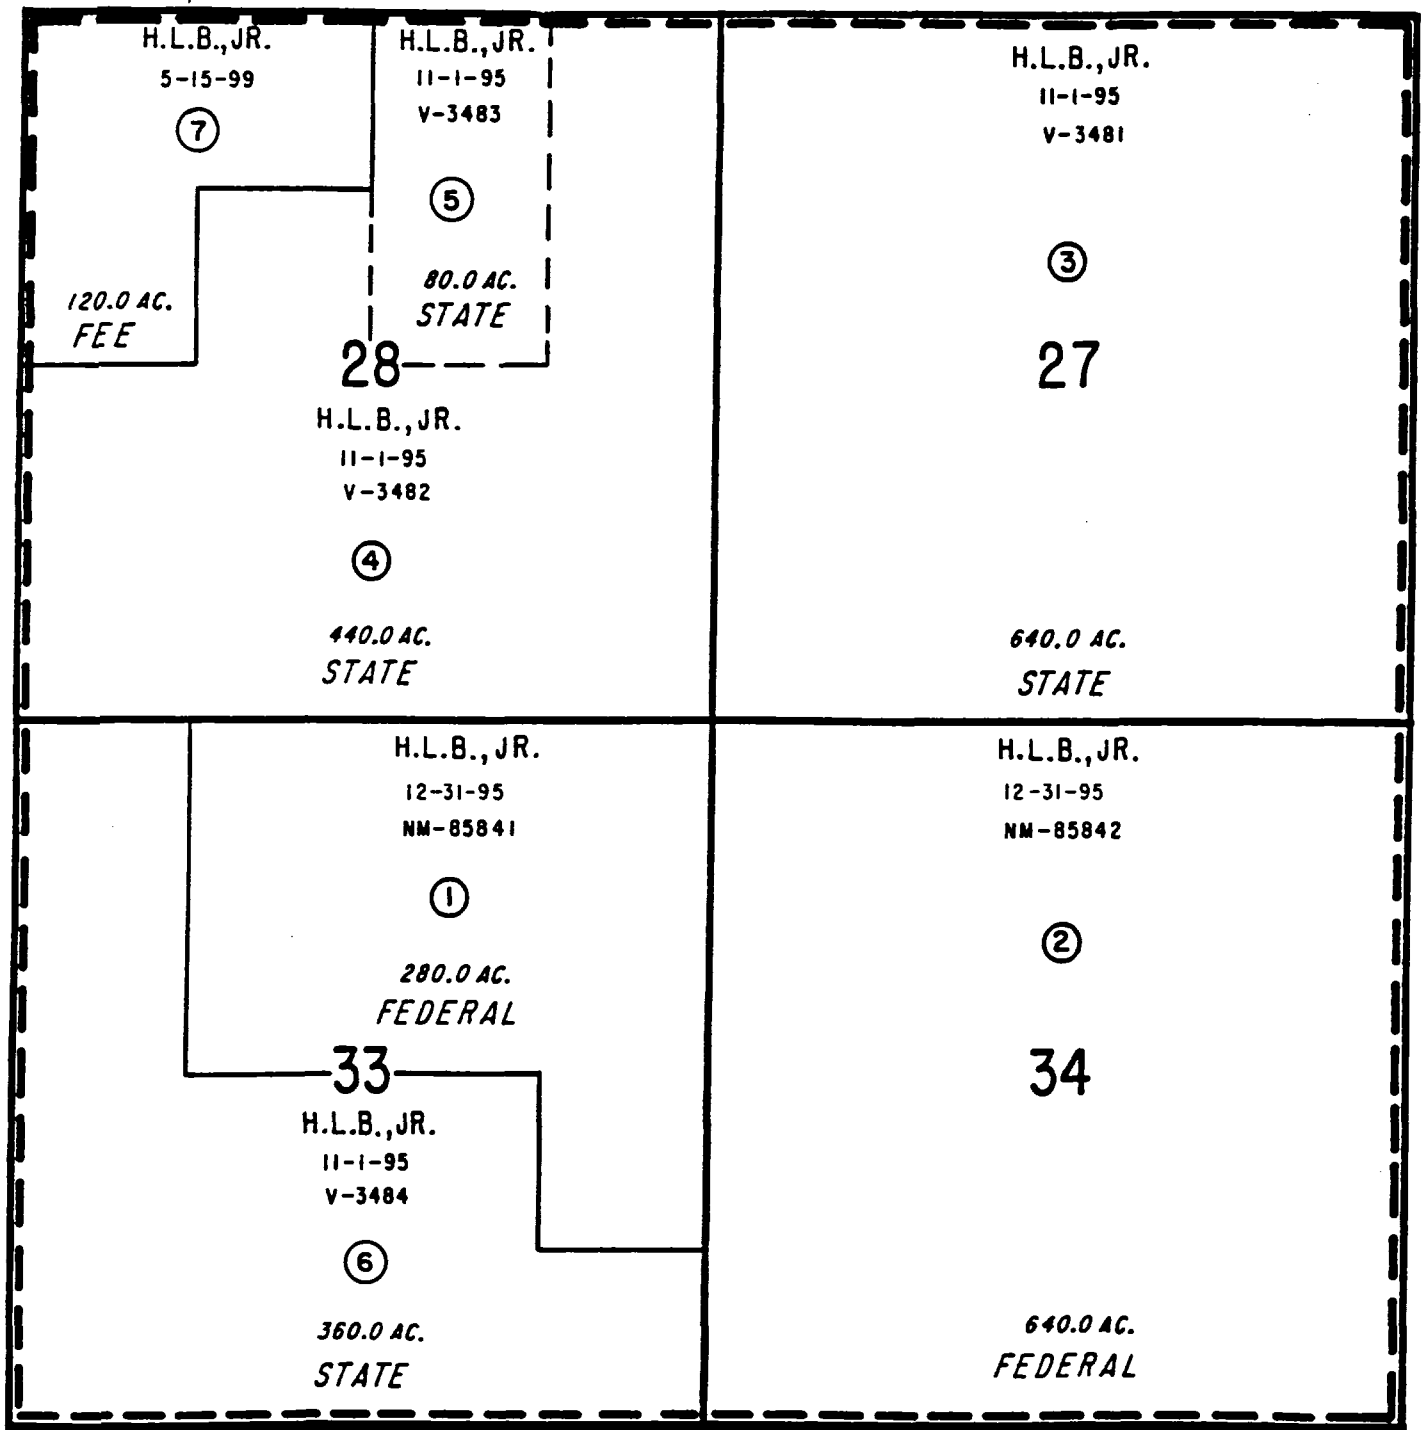 H.L.B., JR.
5-15-99
7
120.0 AC.
FEE
H.L.B., JR.
11-1-95
V-3483
5
80.0 AC.
STATE
28
H.L.B., JR.
11-1-95
V-3482
4
440.0 AC.
STATE
H.L.B., JR.
11-1-95
V-3481
3
27
640.0 AC.
STATE
H.L.B., JR.
12-31-95
NM-85841
1
280.0 AC.
FEDERAL
33
H.L.B., JR.
11-1-95
V-3484
6
360.0 AC.
STATE
H.L.B., JR.
12-31-95
NM-85842
2
34
640.0 AC.
FEDERAL